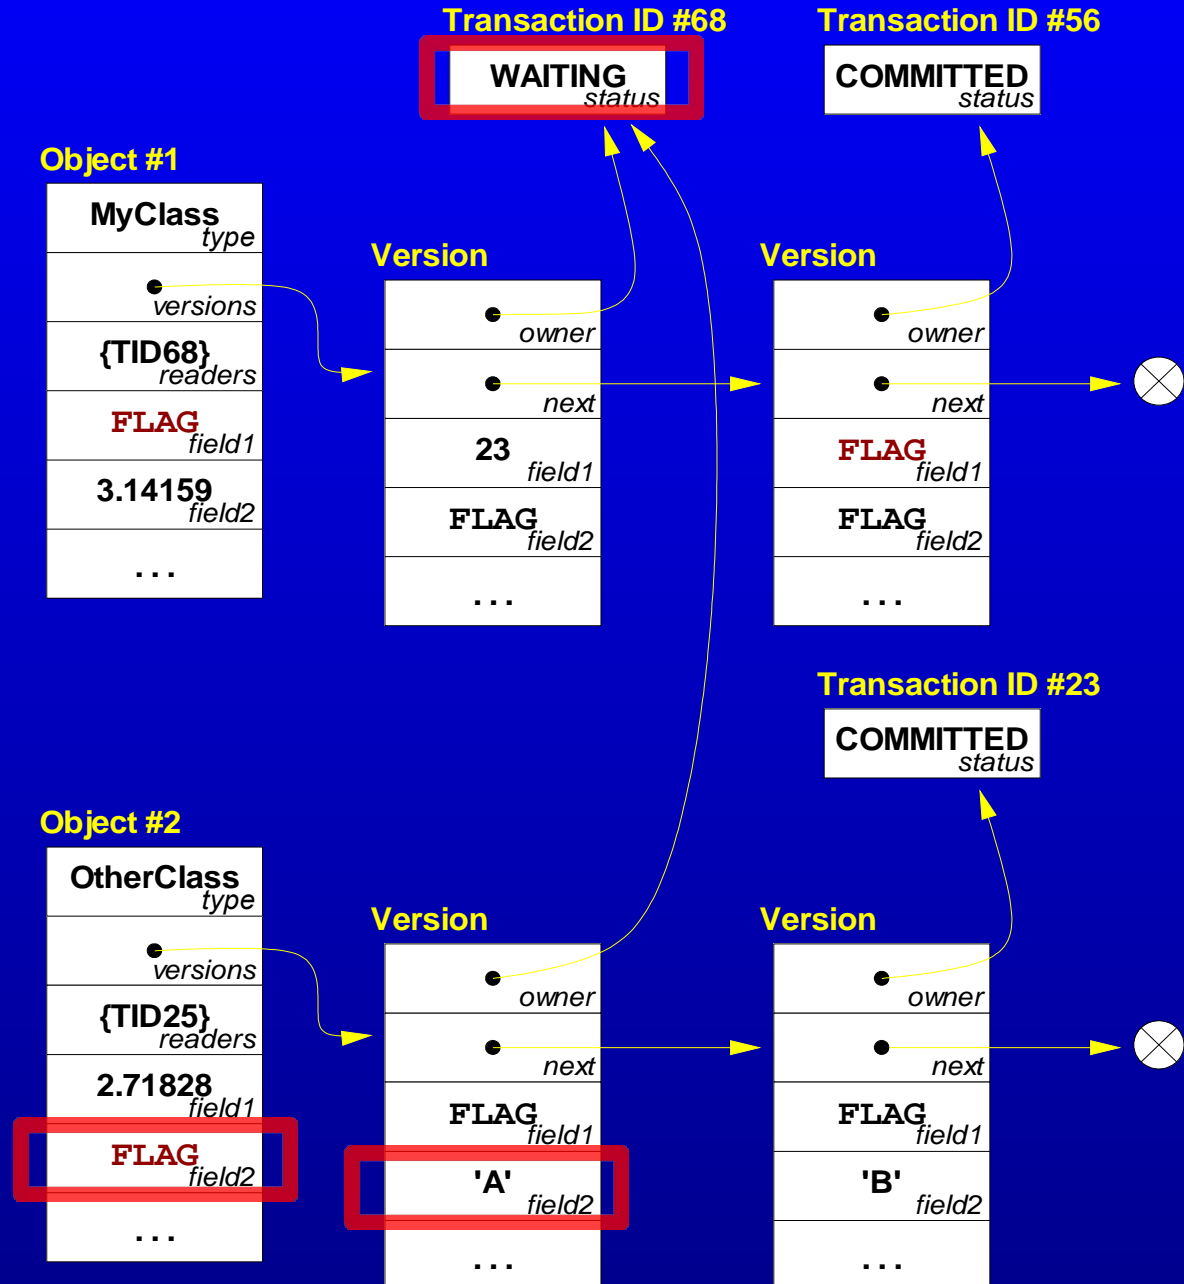 Transaction ID #68
Transaction ID #56
WAITING
status
COMMITTED
status
Object #1
MyClass
type
versions
{TID68}
readers
FLAG
field1
3.14159
field2
...
Version
owner
next
23
field1
FLAG
field2
...
Version
owner
next
FLAG
field1
FLAG
field2
...
Transaction ID #23
COMMITTED
status
Object #2
OtherClass
type
versions
{TID25}
readers
2.71828
field1
FLAG
field2
...
Version
owner
next
FLAG
field1
'A'
field2
...
Version
owner
next
FLAG
field1
'B'
field2
...